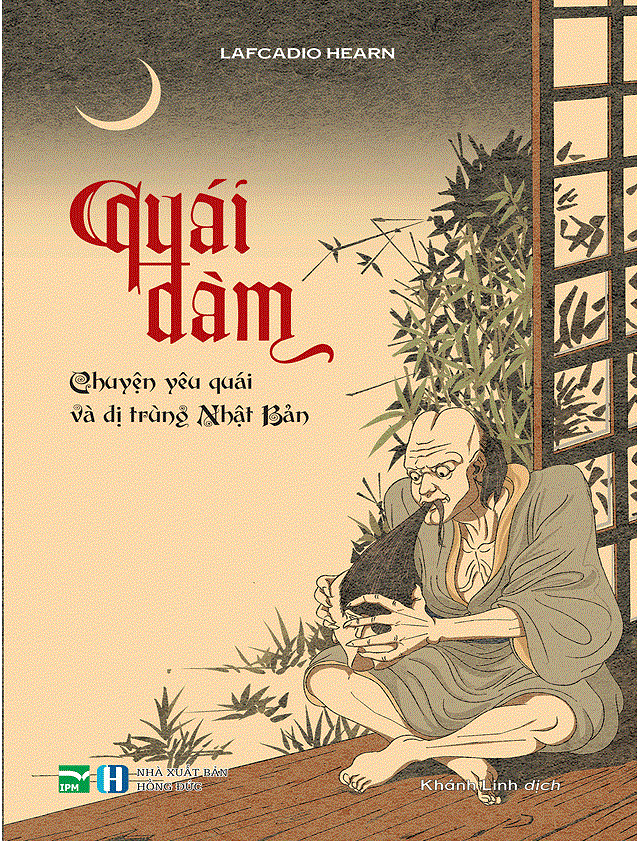 LAFCADIO HEARN
Quái
đàm
Chuyện yêu quái
và dị trùng Nhật Bản
IPM
H
NHÀ XUẤT BẢN
HỒNG ĐỨC
Khánh Linh dịch